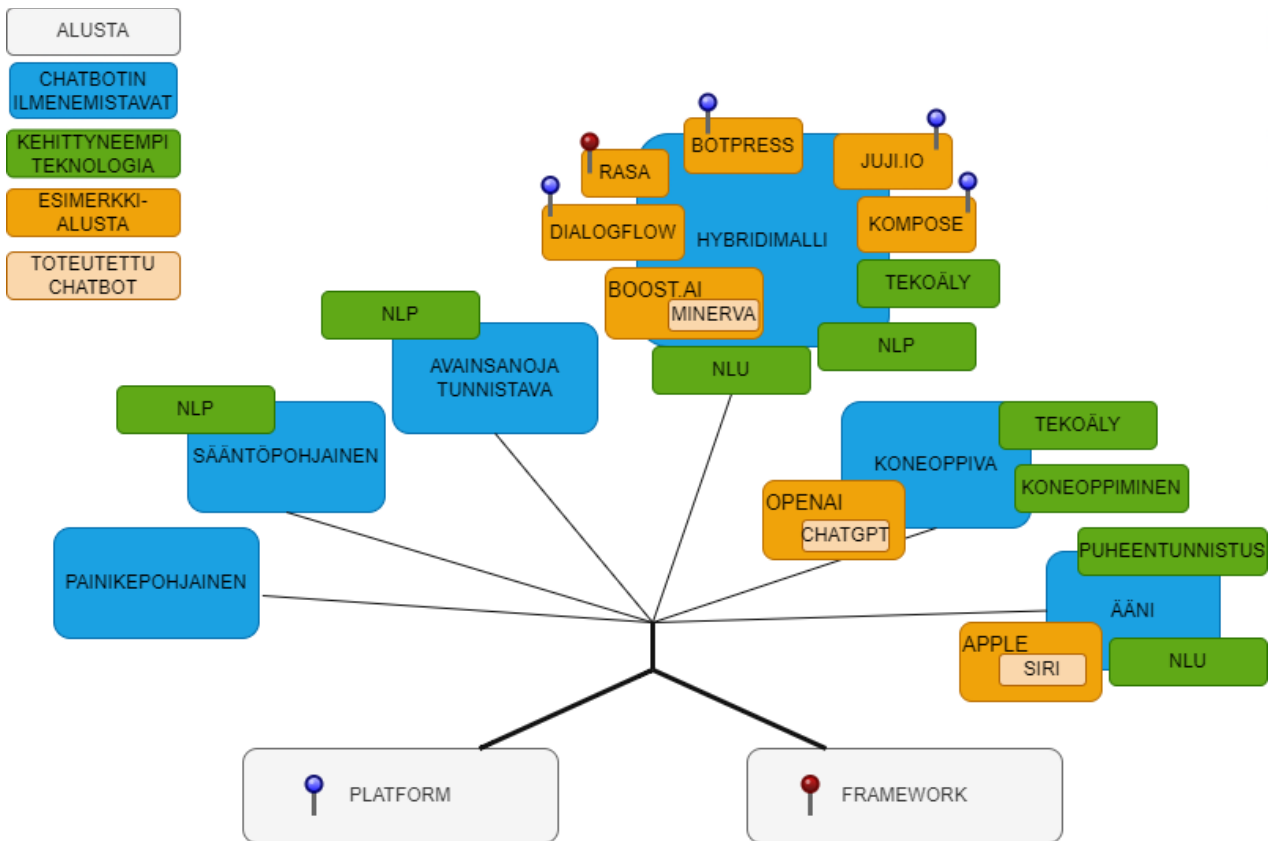 ALUSTA
CHATBOTIN
ILMENEMISTAVAT
KEHITTYNEEMPI
TEKNOLOGIA
ESIMERKKI-
ALUSTA
TOTEUTETTU
CHATBOT
BOTPRESS
JUJI.IO
RASA
DIALOGFLOW
HYBRIDIMALLI
KOMPOSE
BOOST.AI
MINERVA
TEKOÄLY
NLP
NLU
NLP
AVAINSANOJA
TUNNISTAVA
NLP
SÄÄNTÖPOHJAINEN
TEKOÄLY
KONEOPPIVA
KONEOPPIMINEN
OPENAI
CHATGPT
PAINIKEPOHJAINEN
PUHEENTUNNISTUS
ÄÄNI
APPLE
SIRI
NLU
PLATFORM
FRAMEWORK